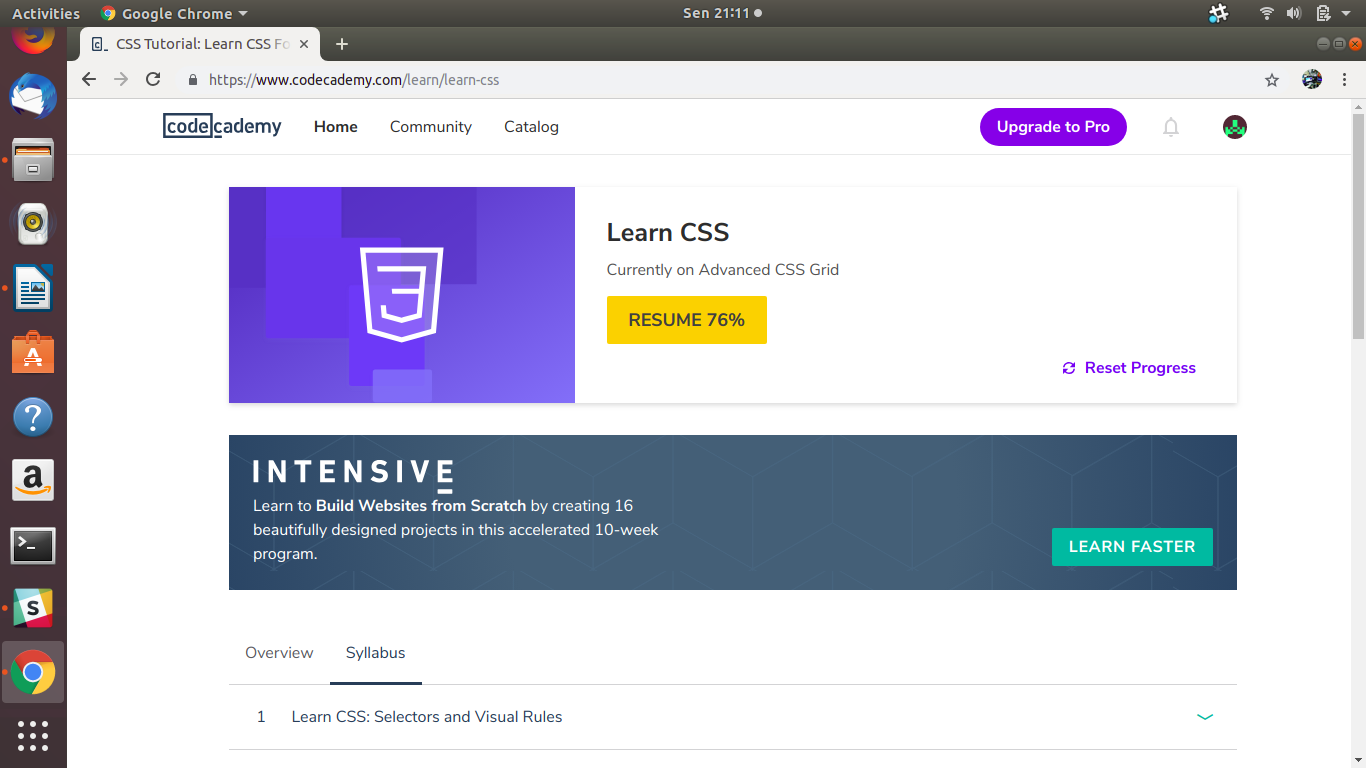 Activities Google Chrome Sen 21:11
CSS Tutorial: Learn CSS Fo
https://www.codecademy.com/learn/learn-css
codecademy Home Community Catalog Upgrade to Pro
Learn CSS
Currently on Advanced CSS Grid
RESUME 76%
Reset Progress
INTENSIVE
Learn to Build Websites from Scratch by creating 16
beautifully designed projects in this accelerated 10-week
program.
LEARN FASTER
Overview Syllabus
1 Learn CSS: Selectors and Visual Rules